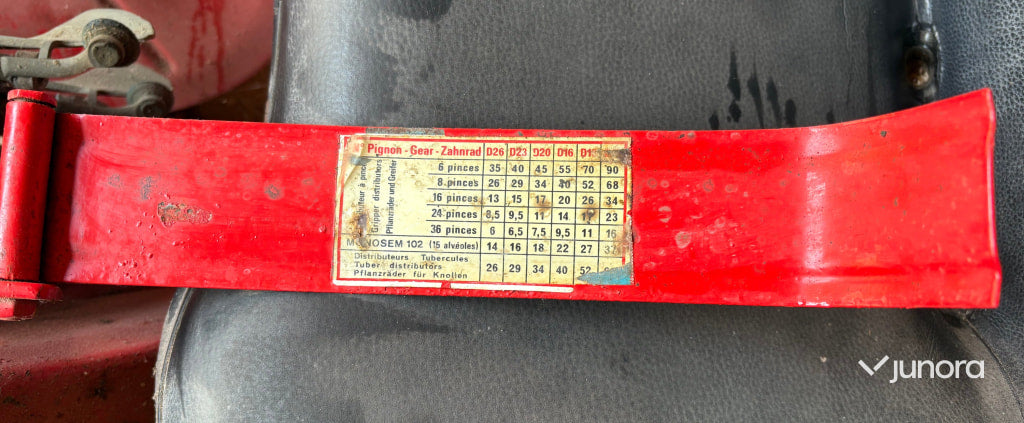 Pignon - Gear - Zahnrad D26 D23 D20 D16
6 pinces 35 40 45 55 70 90
8 pinces 26 29 34 40 52 68
16 pinces 13 15 17 20 26 34
24 pinces 8,5 9,5 11 14 23
36 pinces 6 6,5 7,5 9,5 11 16
à pinces
Gripper distributors
Pflanzräder und Greifer
MONOSEM 102 (15 alvéoles) 14 16 18 22 27
Distributeurs Tubercules
Tuber distributors 26 29 34 40 52
Pflanzräder für Knollen
junora